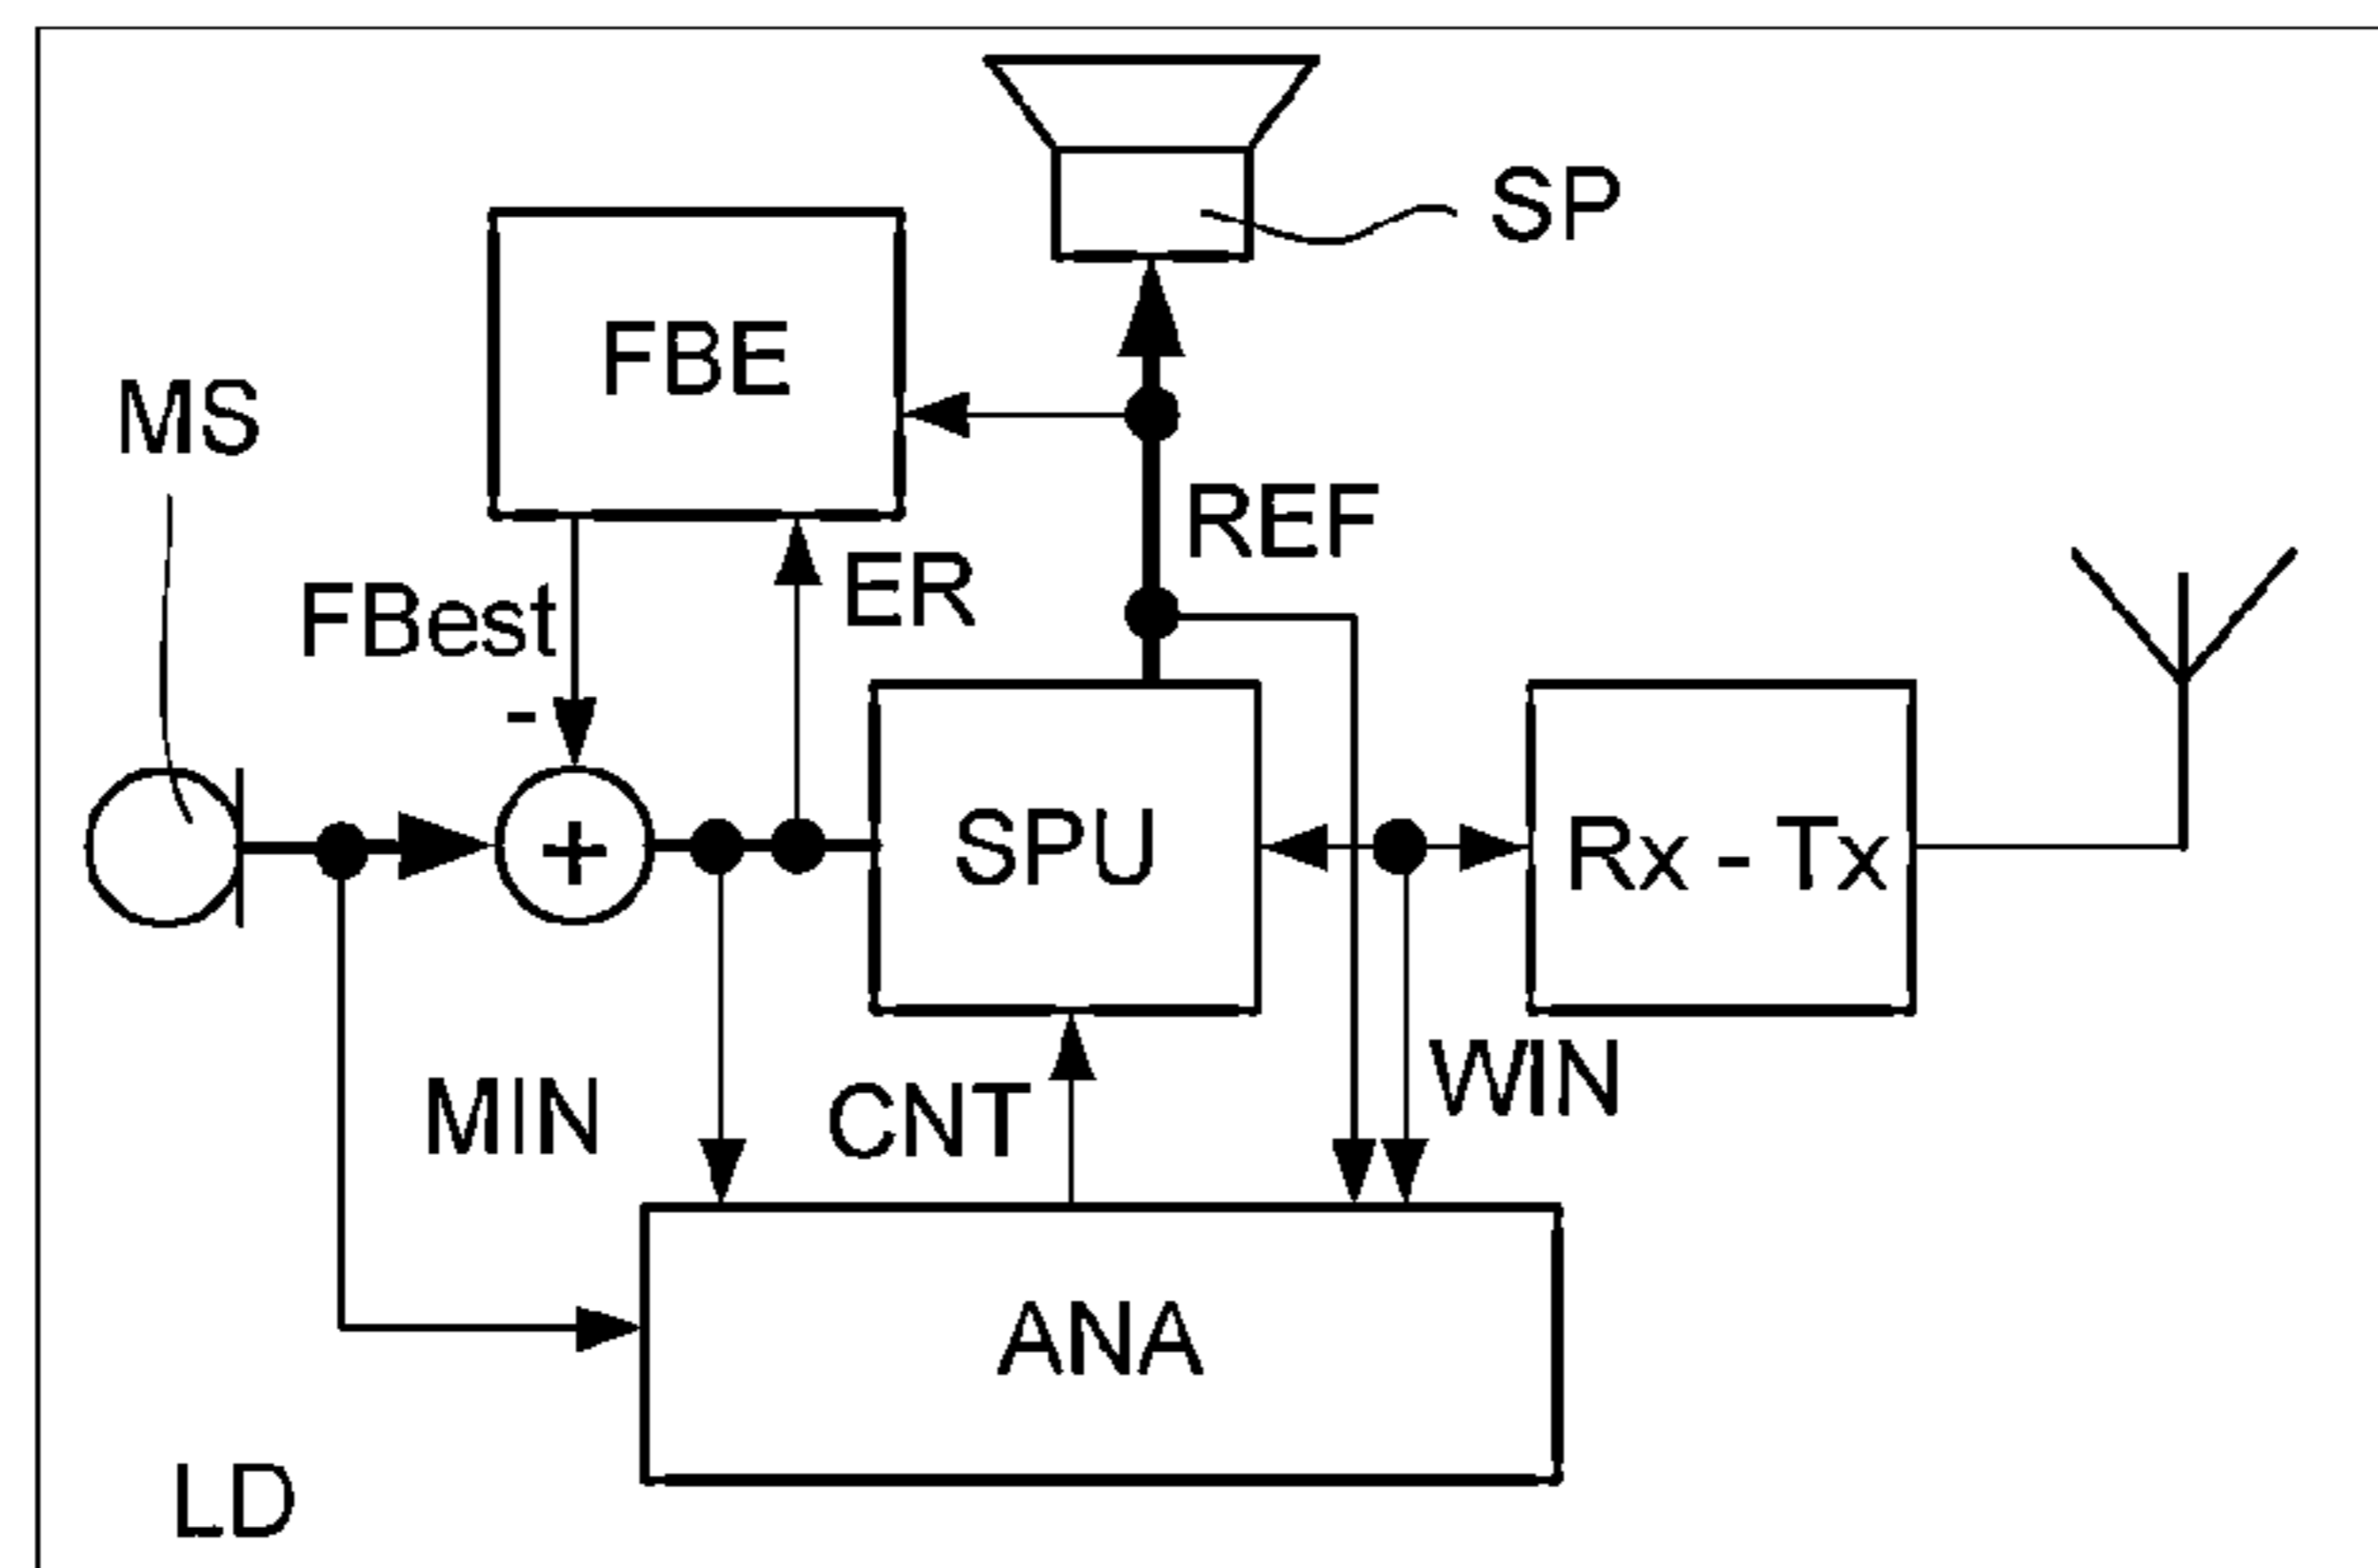 SP
FBE
MS
REF
ER
FBest
-
+
SPU
Rx - Tx
WIN
MIN
CNT
ANA
LD